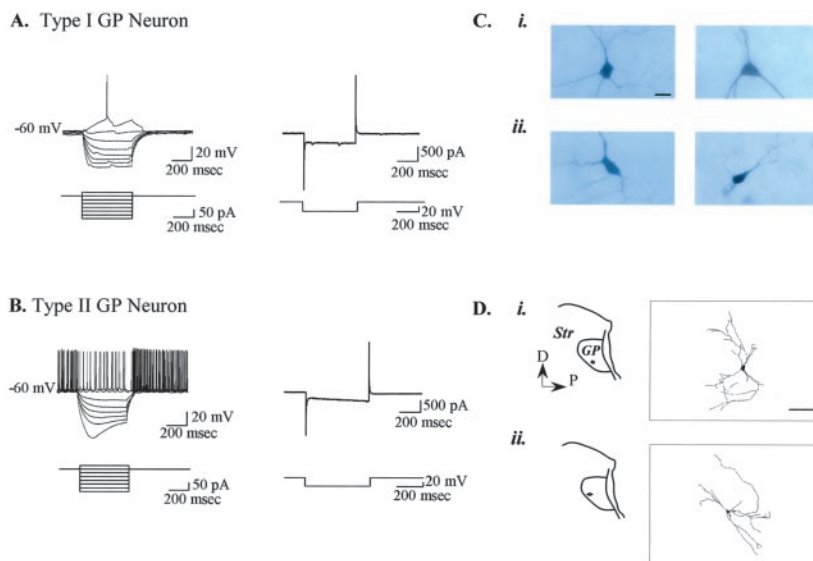 A. Type I GP Neuron
-60 mV
20 mV
200 msec
50 pA
200 msec
500 pA
200 msec
20 mV
200 msec
B. Type II GP Neuron
-60 mV
20 mV
200 msec
50 pA
200 msec
500 pA
200 msec
20 mV
200 msec
C. i.
ii.
D. i.
Str
GP
D
P
ii.